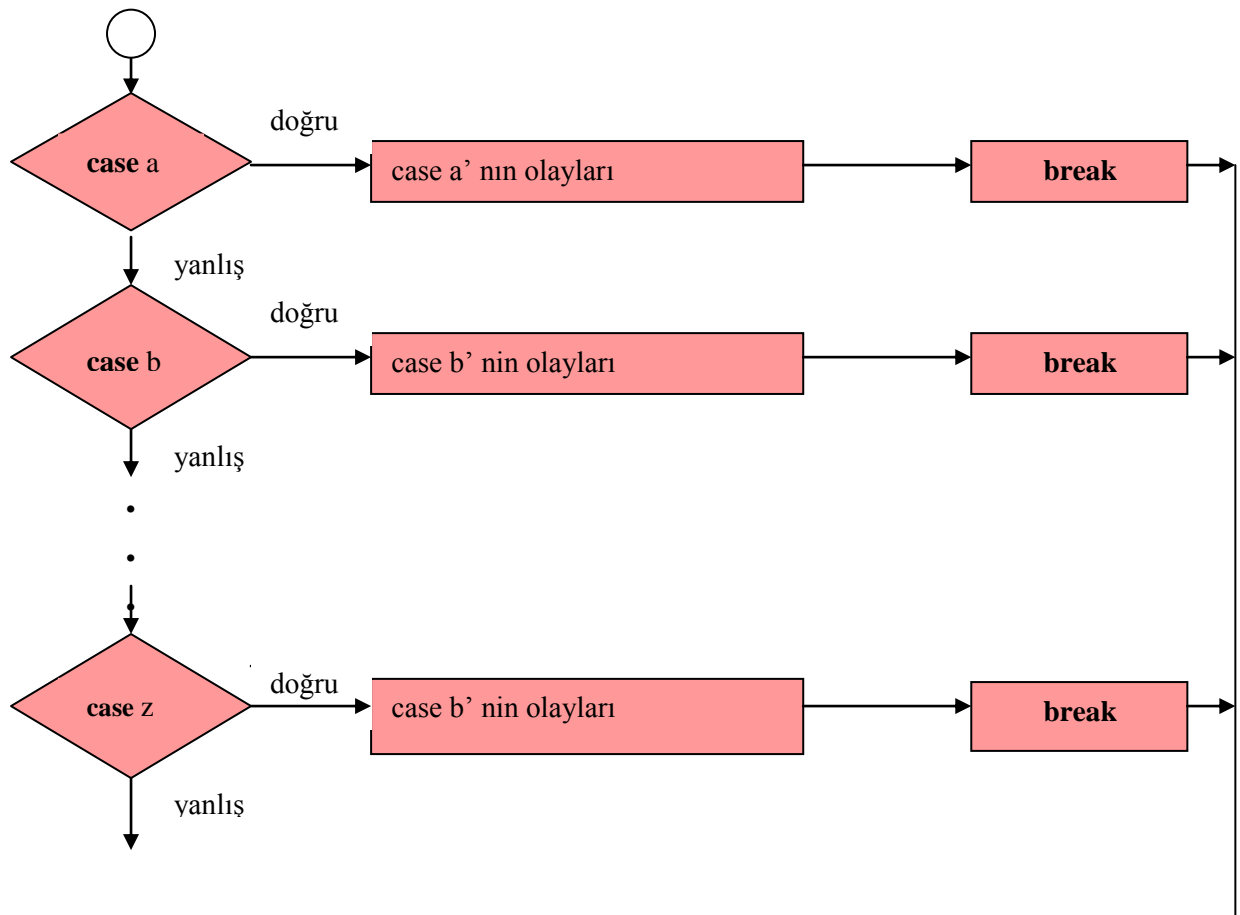 doğru
case a
case a’ nın olayları
break
yanlış
doğru
case b
case b’ nin olayları
break
yanlış
doğru
case z
case b’ nin olayları
break
yanlış